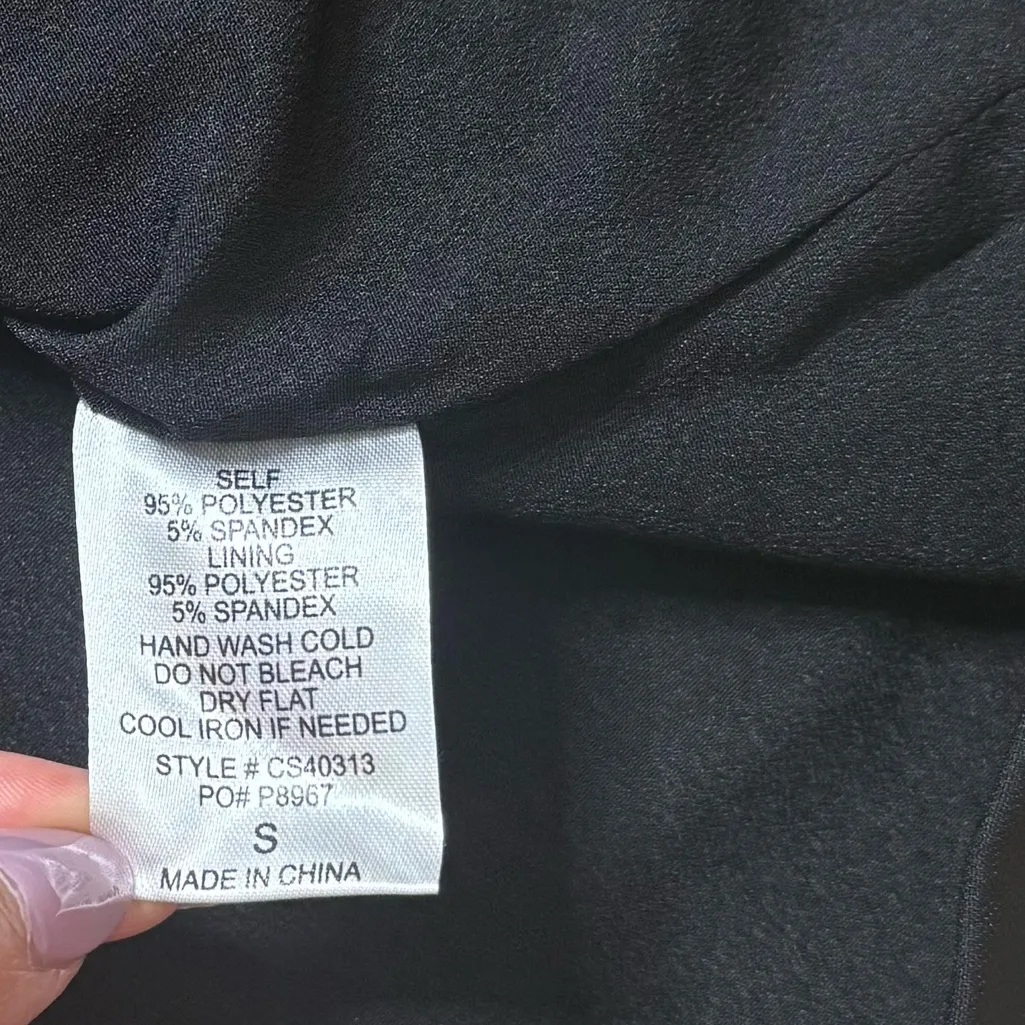 SELF
95% POLYESTER
5% SPANDEX
LINING
95% POLYESTER
5% SPANDEX
HAND WASH COLD
DO NOT BLEACH
DRY FLAT
COOL IRON IF NEEDED
STYLE # CS40313
PO# P8967
S
MADE IN CHINA